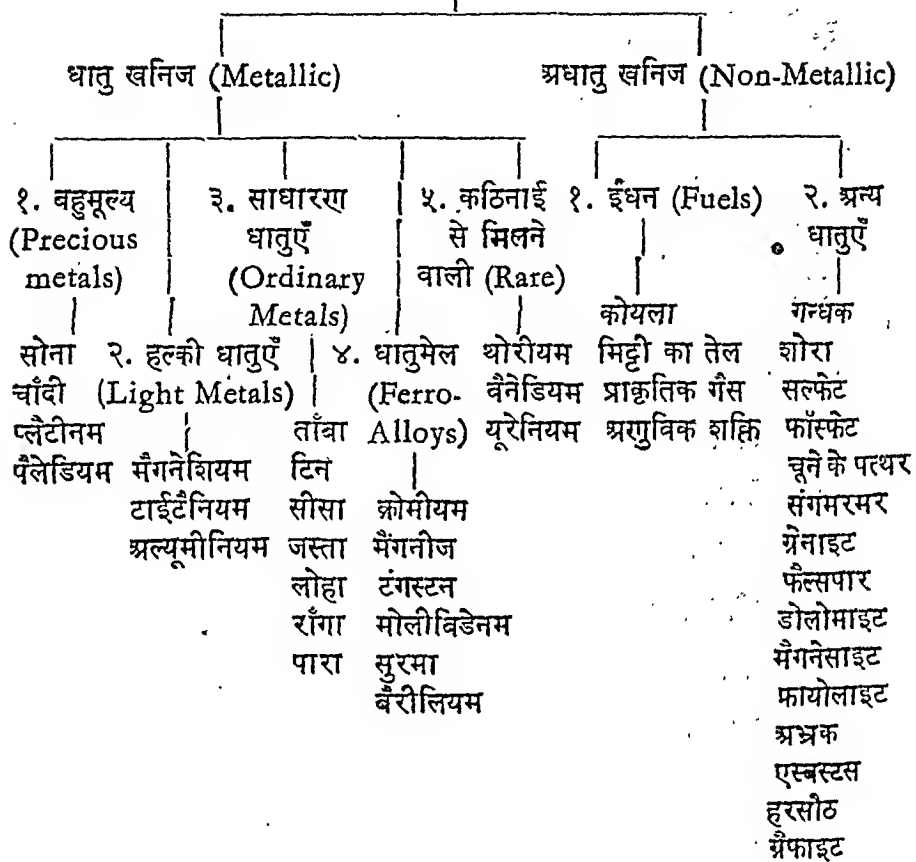 धातु खनिज (Metallic)
अधातु खनिज (Non-Metallic)
१. बहुमूल्य
(Precious
metals)
सोना
चाँदी
प्लैटीनम
पैलेडियम
२. हल्की धातुएँ
(Light Metals)
मैगनेशियम
टाईटैनियम
अल्यूमीनियम
३. साधारण
धातुएँ
(Ordinary
Metals)
ताँबा
टिन
सीसा
जस्ता
लोहा
राँगा
पारा
४. धातुमेल
(Ferro-
Alloys)
क्रोमीयम
मैंगनीज
टंगस्टन
मोलीविडेनम
सुरमा
बैरीलियम
५. कठिनाई
से मिलने
वाली (Rare)
थोरीयम
वैनेडियम
यूरेनियम
१. ईंधन (Fuels)
कोयला
मिट्टी का तेल
प्राकृतिक गैस
अणुविक शक्ति
२. अन्य
धातुएँ
गन्धक
शोरा
सल्फेट
फॉस्फेट
चूने के पत्थर
संगमरमर
ग्रेनाइट
फैल्सपार
डोलोमाइट
मैगनेसाइट
फायोलाइट
अभ्रक
एस्बस्टस
हरसोठ
ग्रैफाइट